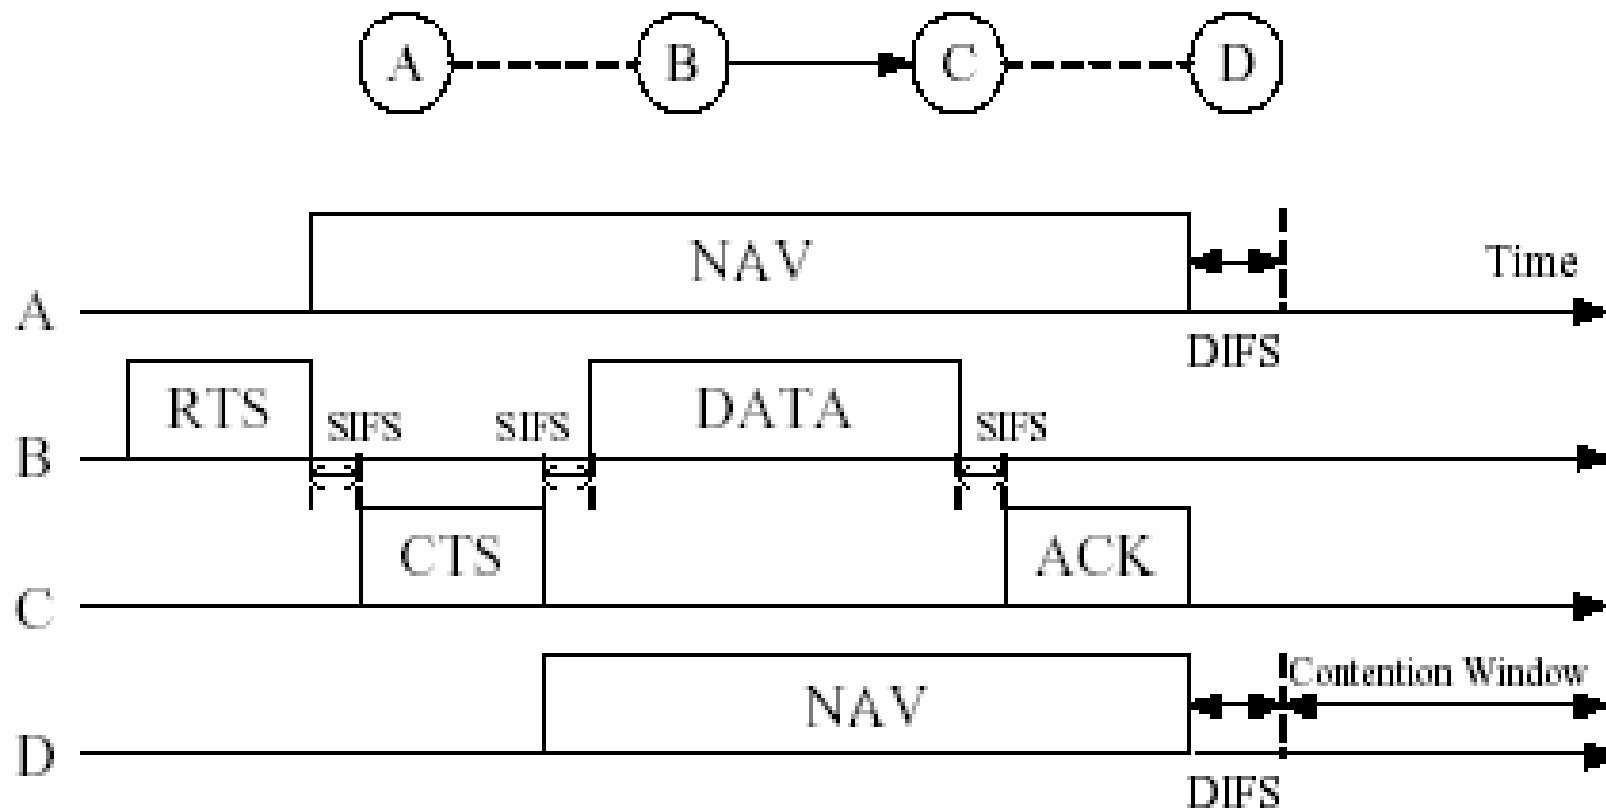 A B C D
NAV
Time
A
DIFS
RTS SIFS SIFS DATA SIFS
B
CTS ACK
C
Contention Window
NAV
D
DIFS